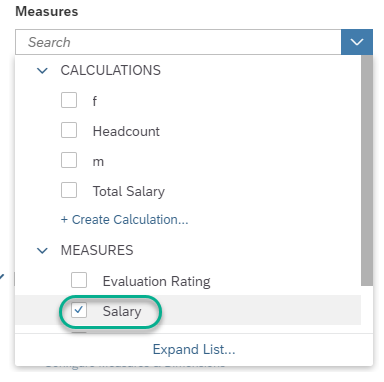 Measures
Search
CALCULATIONS
f
Headcount
m
Total Salary
+ Create Calculation...
MEASURES
Evaluation Rating
Salary
Expand List...